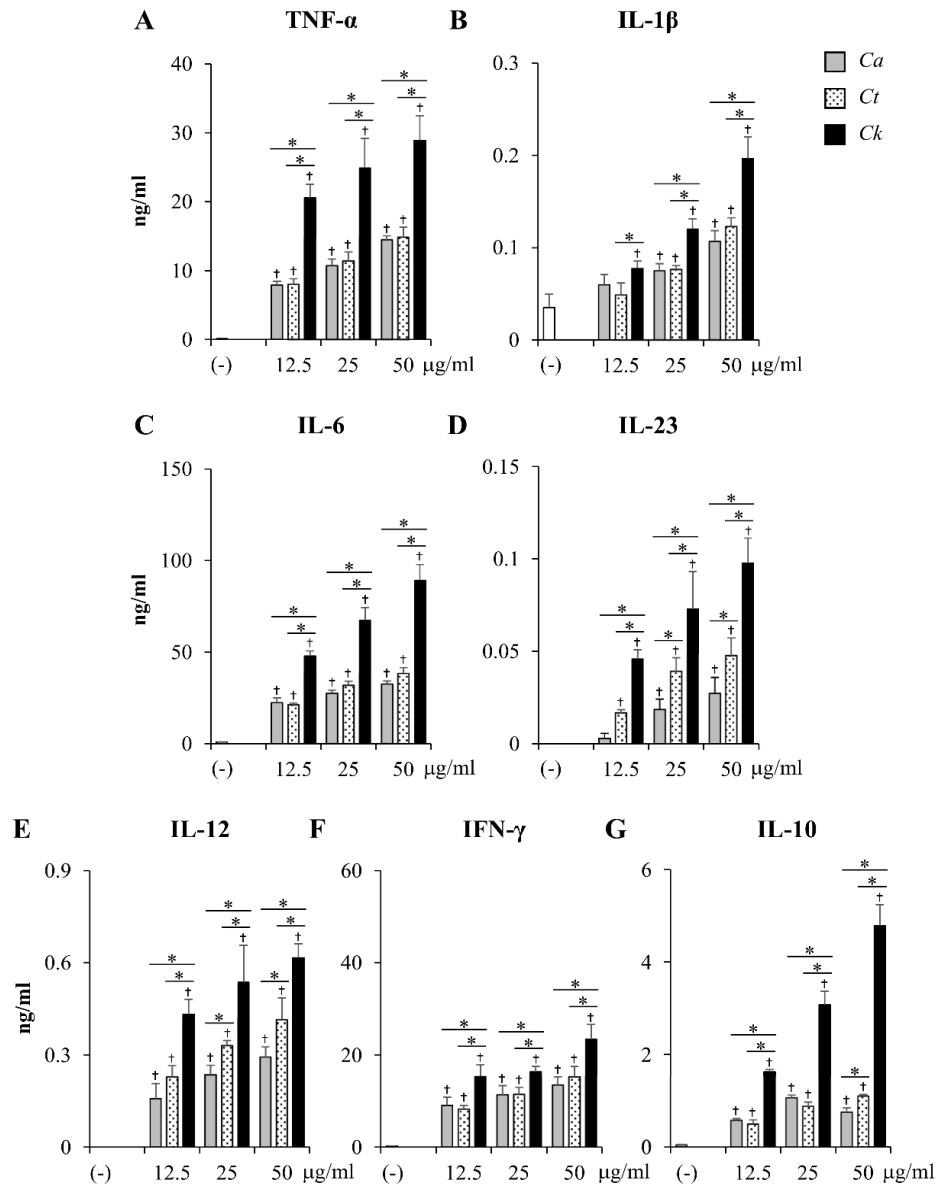 A TNF-α
B IL-1β
Ca
Ct
Ck
ng/ml
40
30
20
10
0
* * * * * *
† † † † † † † † †
(-) 12.5 25 50 μg/ml
0.3
0.2
0.1
0
* * * * *
† † † † † † †
(-) 12.5 25 50 μg/ml
C IL-6
D IL-23
ng/ml
150
100
50
0
* * * * * *
† † † † † † † † †
(-) 12.5 25 50 μg/ml
0.15
0.1
0.05
0
* * * * * * * *
† † † † † † † †
(-) 12.5 25 50 μg/ml
E IL-12
F IFN-γ
G IL-10
ng/ml
0.9
0.6
0.3
0
* * * * * * * *
† † † † † † † † †
(-) 12.5 25 50 μg/ml
60
40
20
0
* * * * * *
† † † † † † † † †
(-) 12.5 25 50 μg/ml
6
4
2
0
* * * * * * *
† † † † † † † † †
(-) 12.5 25 50 μg/ml